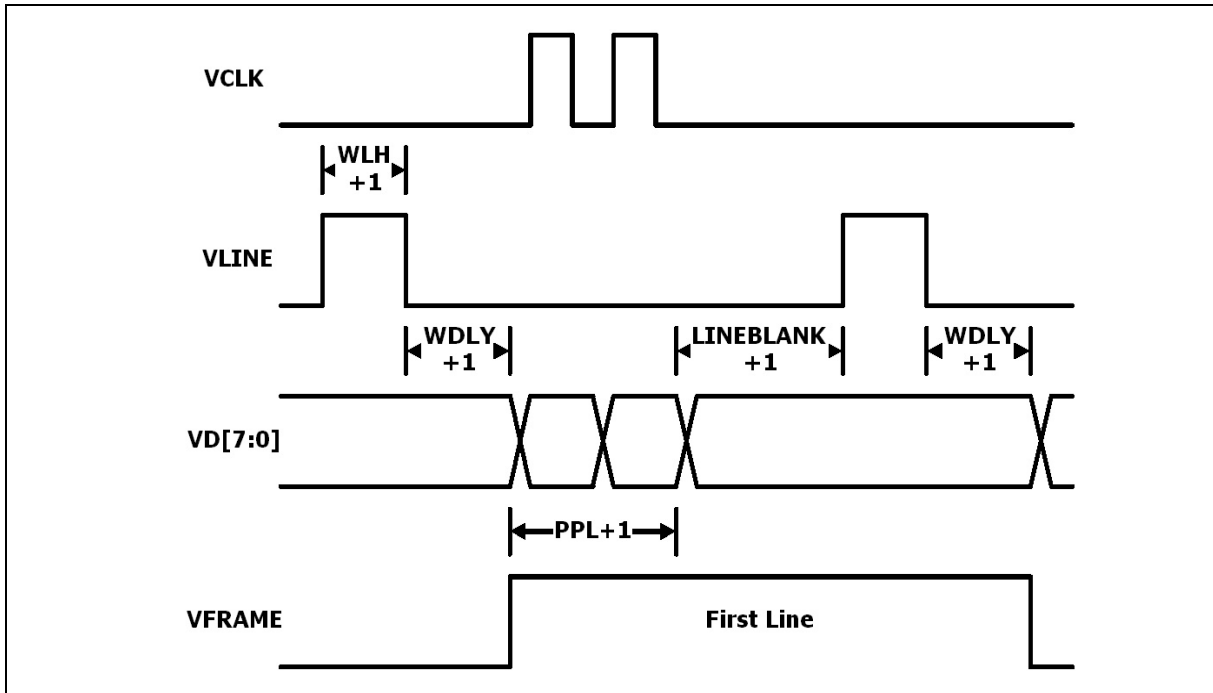 VCLK
WLH
+1
VLINE
WDLY
+1
LINEBLANK
+1
WDLY
+1
VD[7:0]
PPL+1
VFRAME
First Line